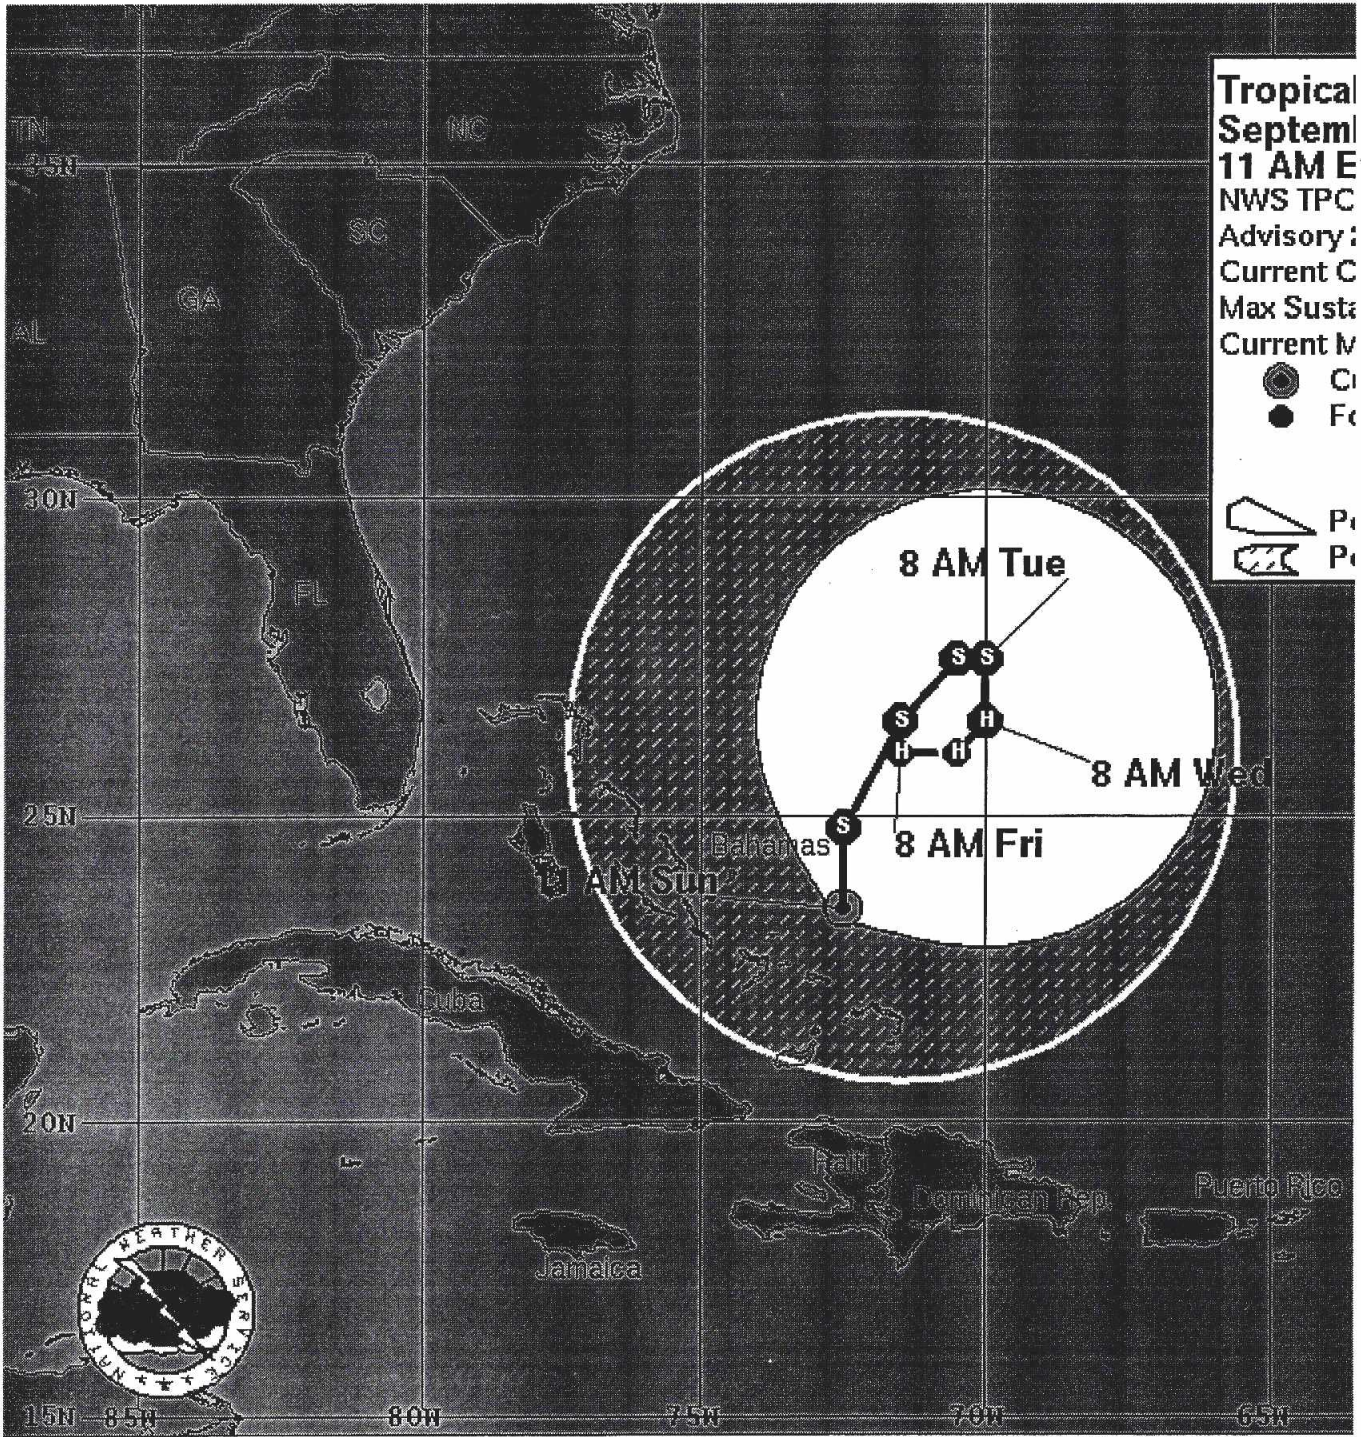 TN
NC
35N
SC
GA
AL
Tropical
Septem
11 AM E
NWS TPC
Advisory
Current C
Max Susta
Current M
30N
8 AM Tue
FL
S S
S
H H H
8 AM Wed
25N
S
Bahamas
8 AM Fri
11 AM Sun
Cuba
20N
Haiti
Dominican Rep.
Puerto Rico
Jamaica
NATIONAL WEATHER SERVICE
15N 85W 80W 75W 70W 65W